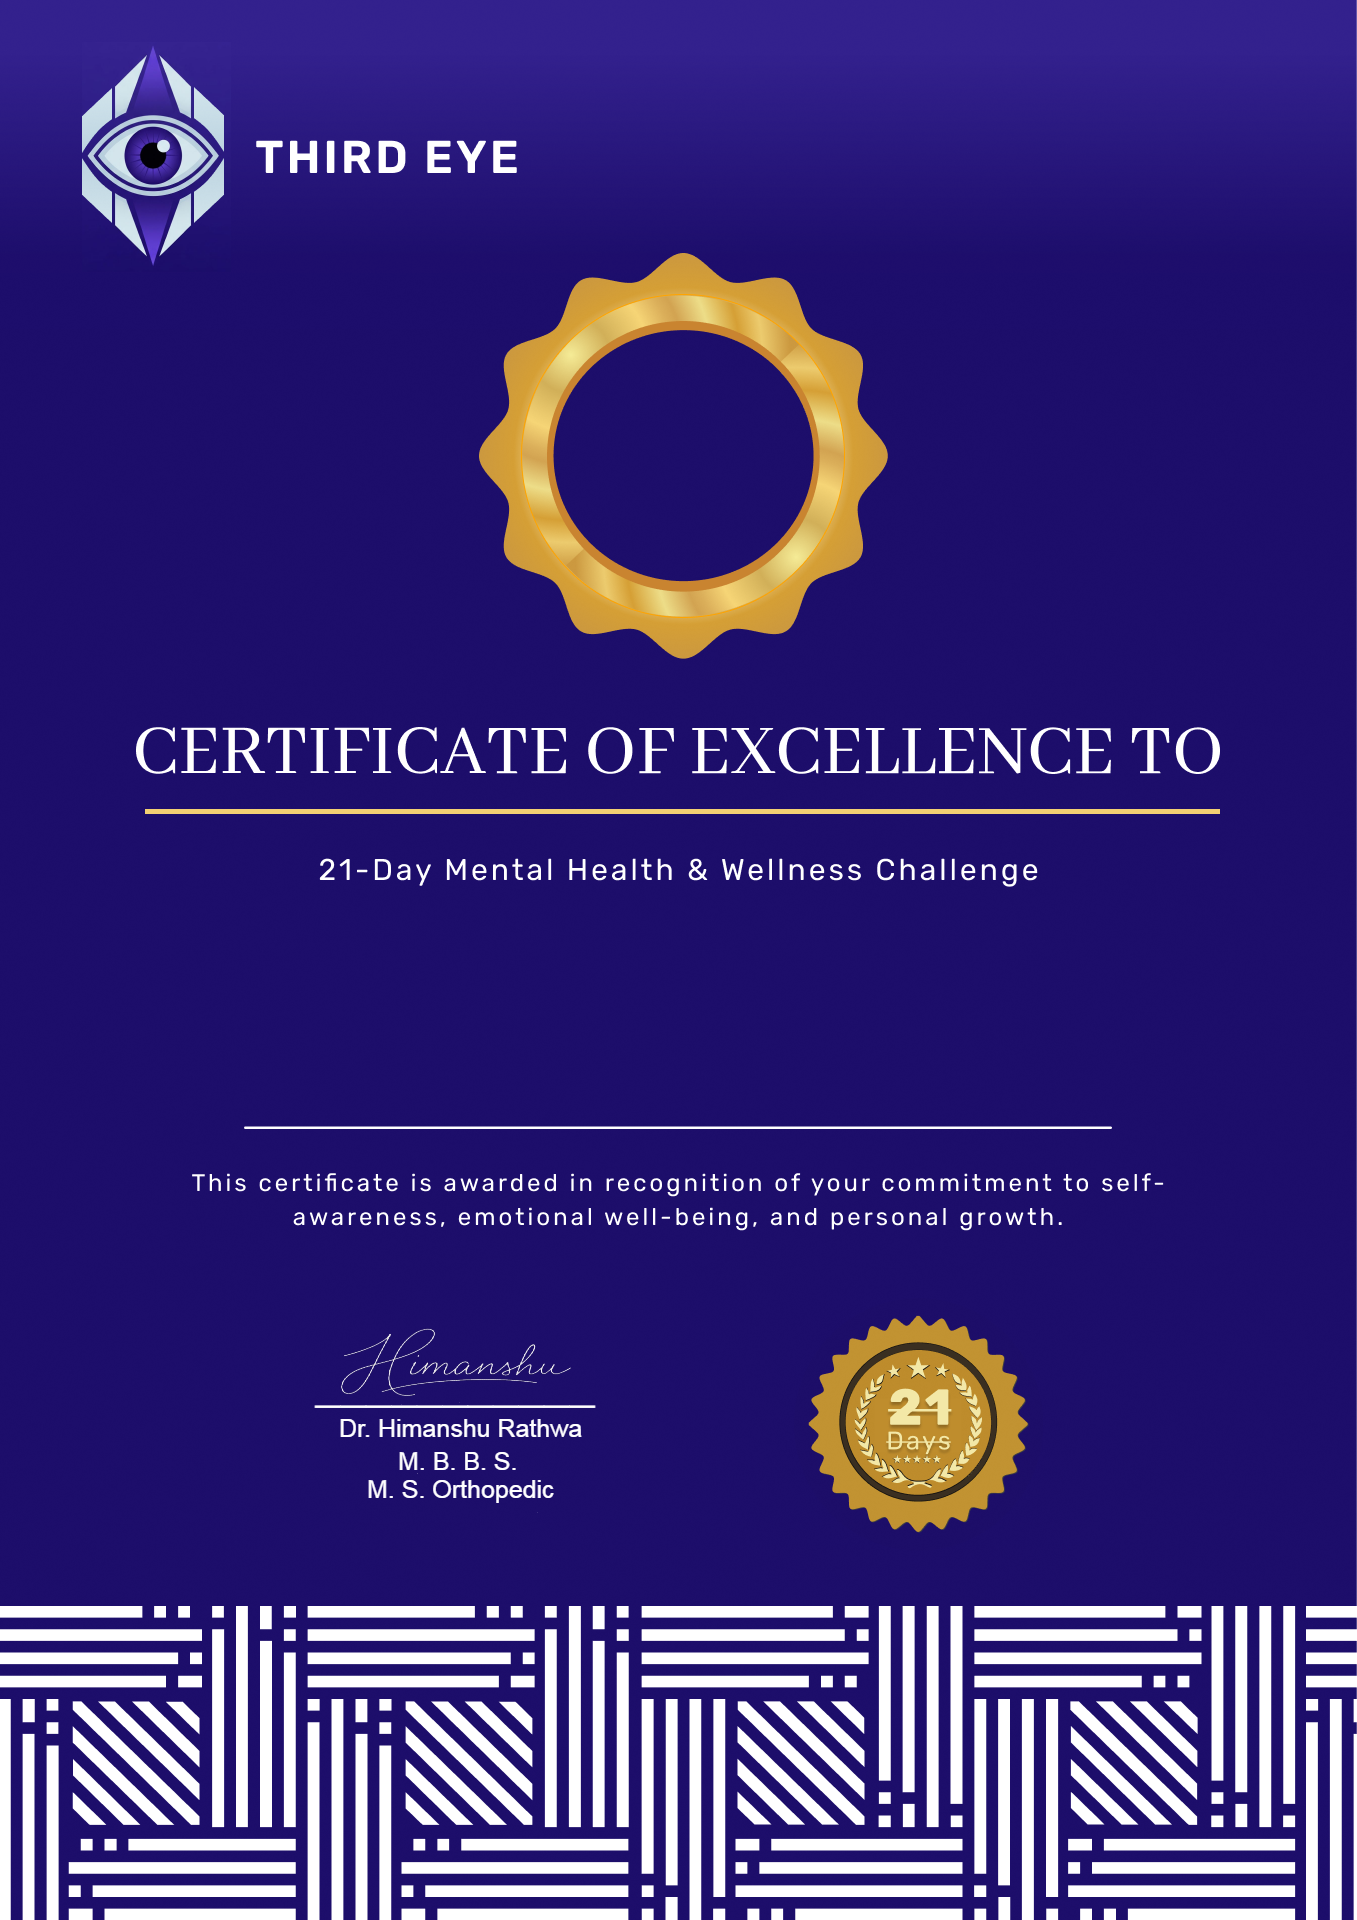 THIRD EYE
CERTIFICATE OF EXCELLENCE TO
21-Day Mental Health & Wellness Challenge
This certificate is awarded in recognition of your commitment to self-
awareness, emotional well-being, and personal growth.
Himanshu
Dr. Himanshu Rathwa
M. B. B. S.
M. S. Orthopedic
21
Days